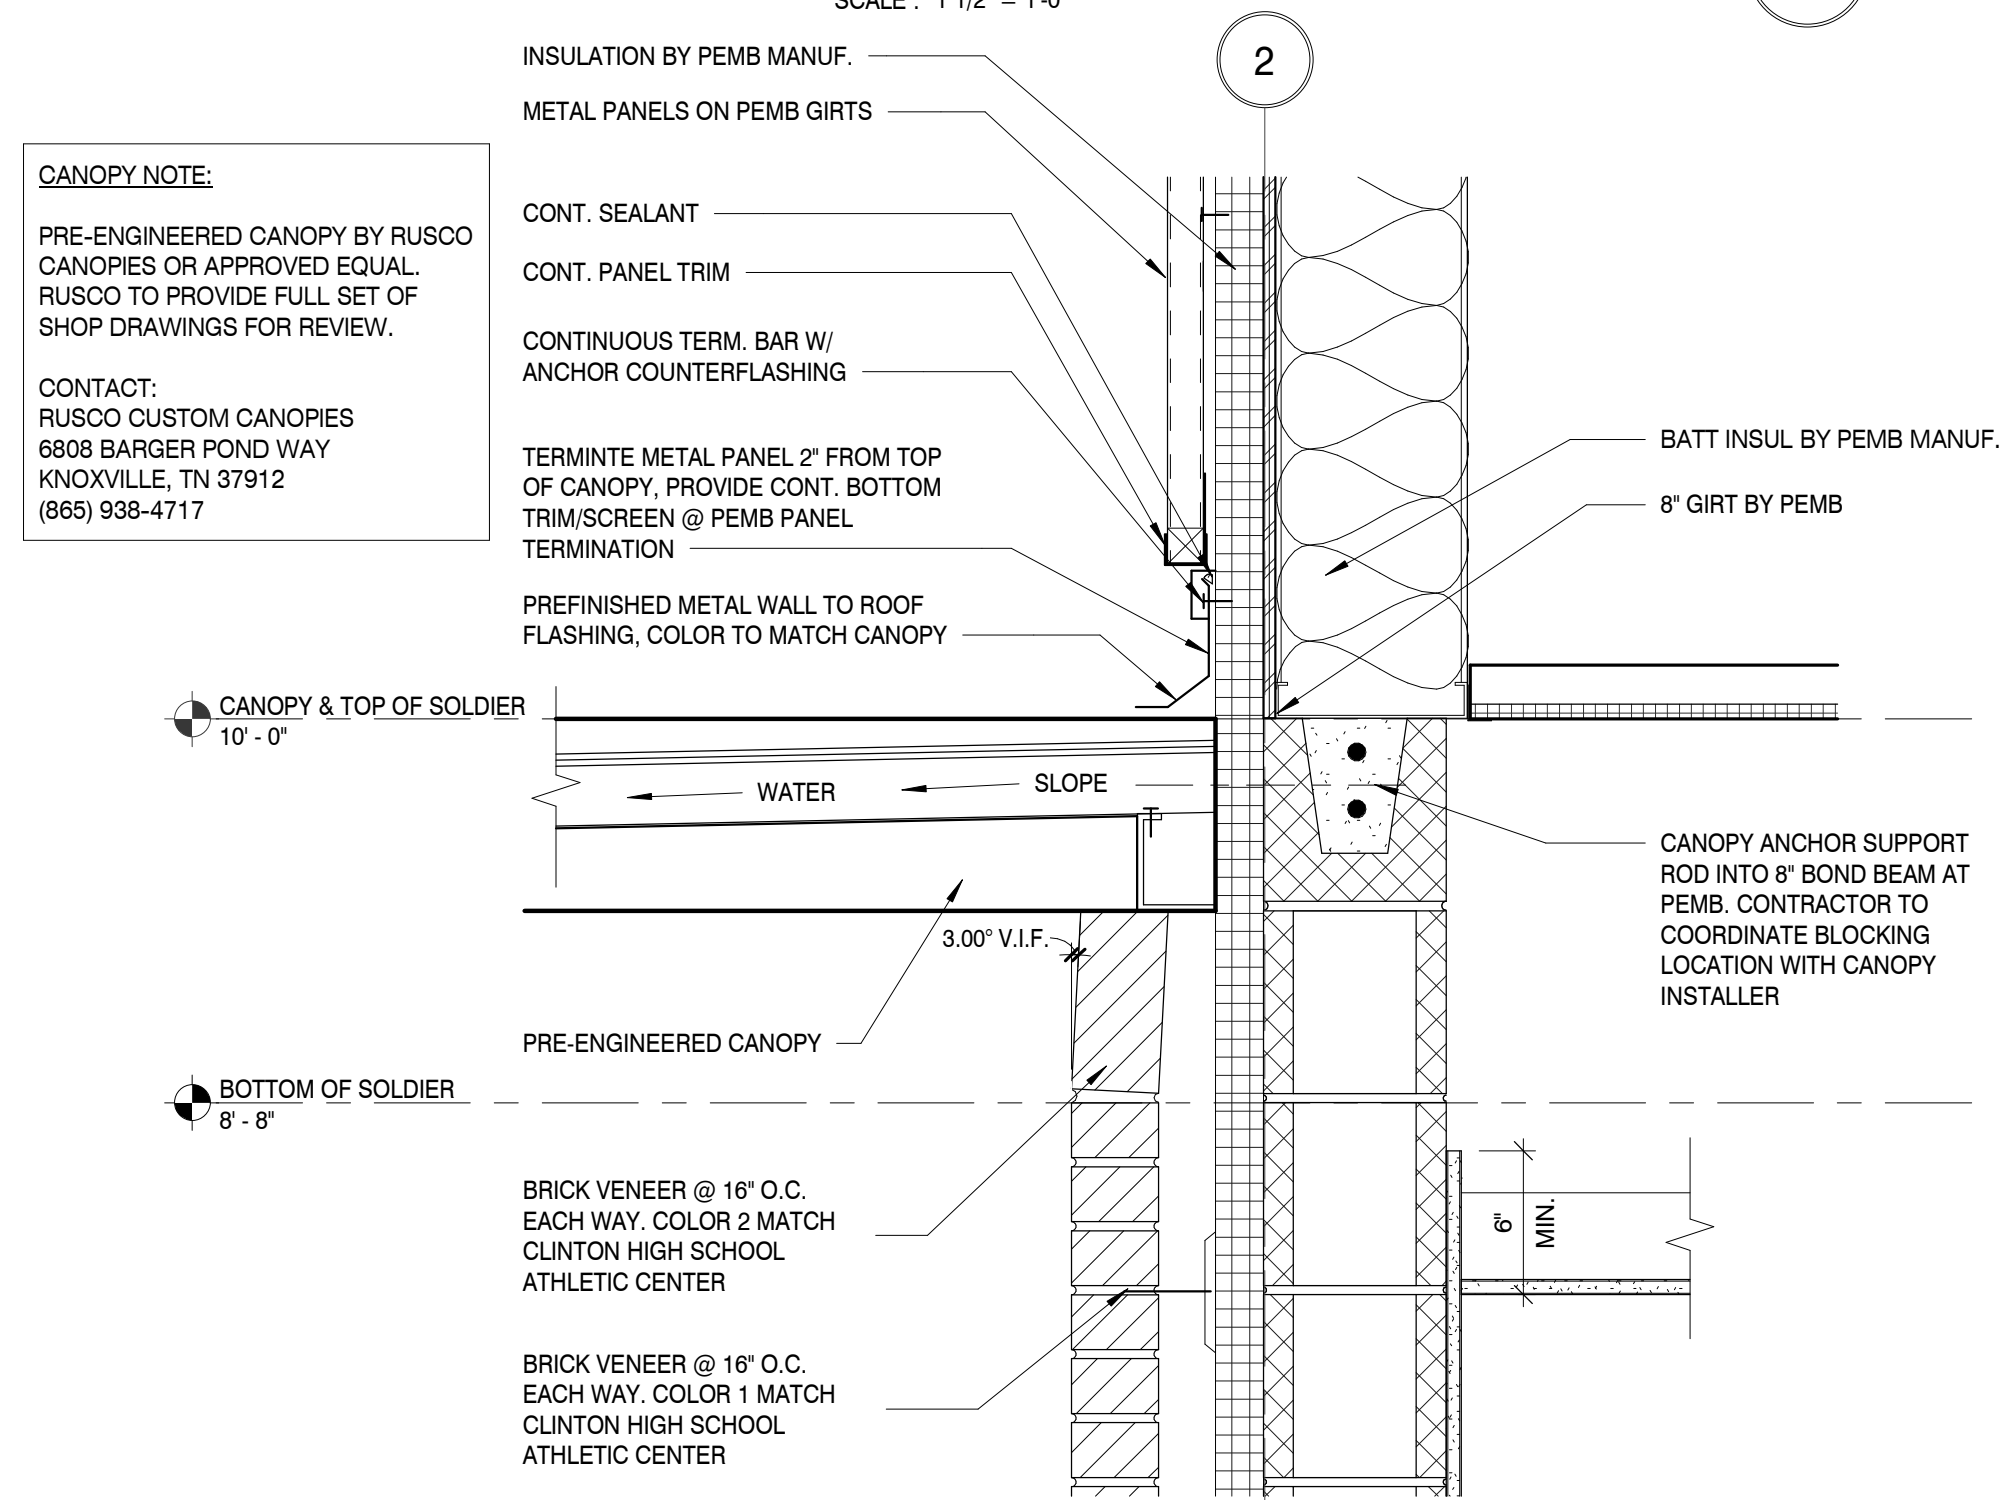 SCALE : 1 1/2" = 1'-0"
INSULATION BY PEMB MANUF.
2
METAL PANELS ON PEMB GIRTS
CANOPY NOTE:
PRE-ENGINEERED CANOPY BY RUSCO
CANOPIES OR APPROVED EQUAL.
RUSCO TO PROVIDE FULL SET OF
SHOP DRAWINGS FOR REVIEW.
CONTACT:
RUSCO CUSTOM CANOPIES
6808 BARGER POND WAY
KNOXVILLE, TN 37912
(865) 938-4717
CONT. SEALANT
CONT. PANEL TRIM
CONTINUOUS TERM. BAR W/
ANCHOR COUNTERFLASHING
TERMINTE METAL PANEL 2" FROM TOP
OF CANOPY, PROVIDE CONT. BOTTOM
TRIM/SCREEN @ PEMB PANEL
TERMINATION
PREFINISHED METAL WALL TO ROOF
FLASHING, COLOR TO MATCH CANOPY
BATT INSUL BY PEMB MANUF.
8" GIRT BY PEMB
CANOPY & TOP OF SOLDIER
10' - 0"
WATER
SLOPE
CANOPY ANCHOR SUPPORT
ROD INTO 8" BOND BEAM AT
PEMB. CONTRACTOR TO
COORDINATE BLOCKING
LOCATION WITH CANOPY
INSTALLER
3.00° V.I.F.
PRE-ENGINEERED CANOPY
BOTTOM OF SOLDIER
8' - 8"
BRICK VENEER @ 16" O.C.
EACH WAY. COLOR 2 MATCH
CLINTON HIGH SCHOOL
ATHLETIC CENTER
6"
MIN.
BRICK VENEER @ 16" O.C.
EACH WAY. COLOR 1 MATCH
CLINTON HIGH SCHOOL
ATHLETIC CENTER